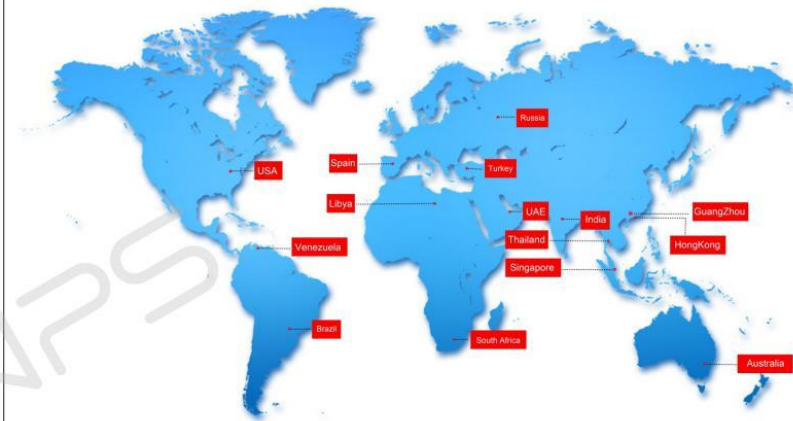 Russia
Spain
USA
Turkey
Libya
UAE
India
GuangZhou
Thailand
HongKong
Venezuela
Singapore
Brazil
South Africa
Australia